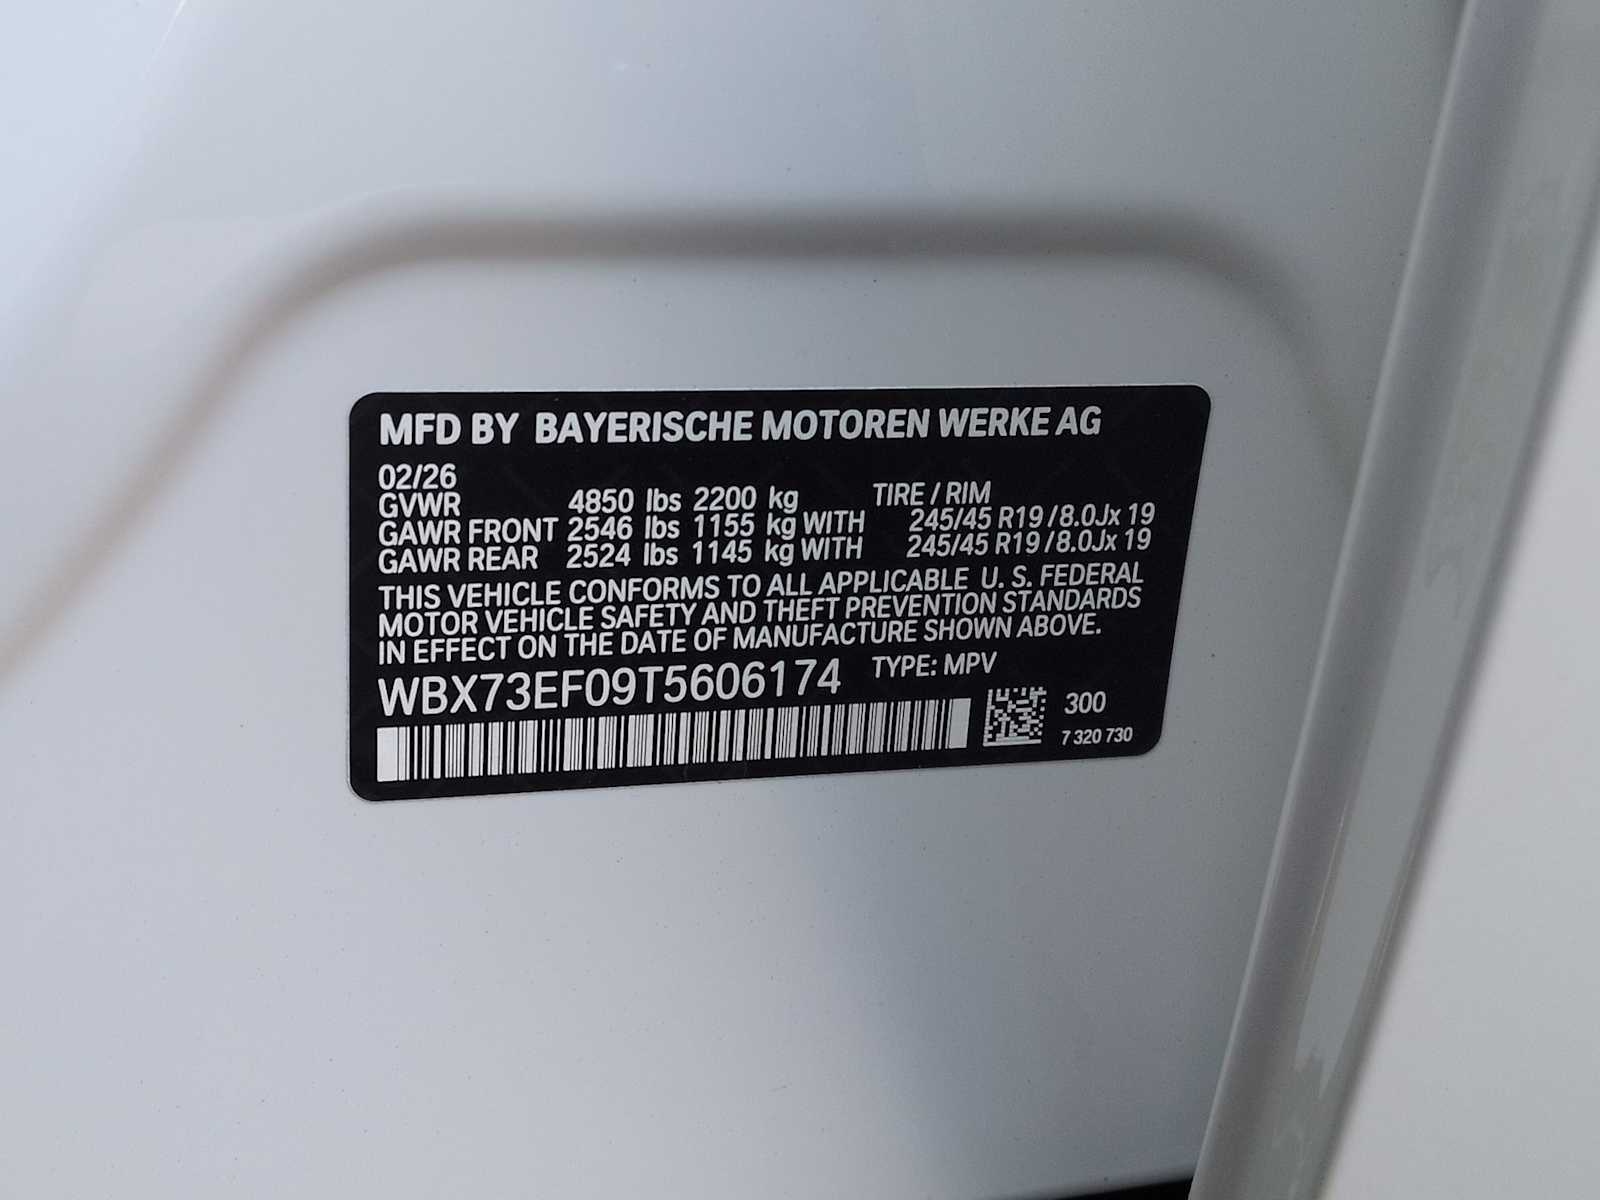 MFD BY BAYERISCHE MOTOREN WERKE AG
02/26
GVWR 4850 lbs 2200 kg TIRE / RIM
GAWR FRONT 2546 lbs 1155 kg WITH 245/45 R19 / 8.0Jx 19
GAWR REAR 2524 lbs 1145 kg WITH 245/45 R19 / 8.0Jx 19
THIS VEHICLE CONFORMS TO ALL APPLICABLE U. S. FEDERAL
MOTOR VEHICLE SAFETY AND THEFT PREVENTION STANDARDS
IN EFFECT ON THE DATE OF MANUFACTURE SHOWN ABOVE.
WBX73EF09T5606174 TYPE: MPV
300
7 320 730